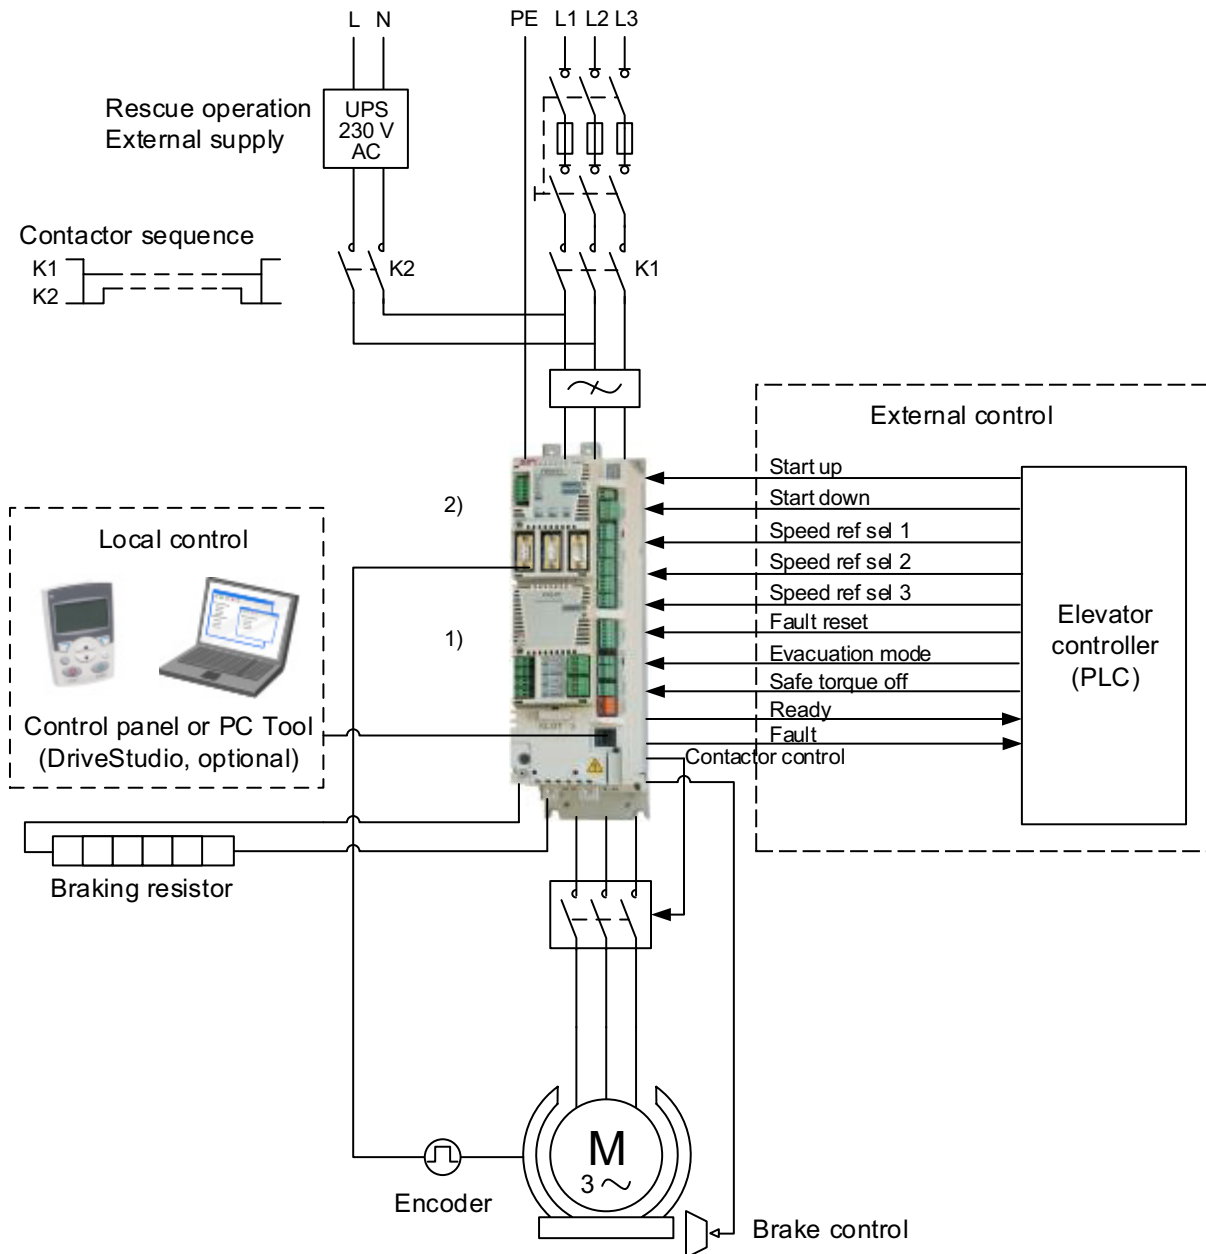 L N PE L1 L2 L3
Rescue operation
External supply
UPS
230 V
AC
Contactor sequence
K1
K2
K2
K1
External control
Start up
Start down
Speed ref sel 1
Speed ref sel 2
Speed ref sel 3
Fault reset
Evacuation mode
Safe torque off
Ready
Fault
Contactor control
Elevator
controller
(PLC)
2)
1)
Local control
Control panel or PC Tool
(DriveStudio, optional)
Braking resistor
M
3
Encoder
Brake control